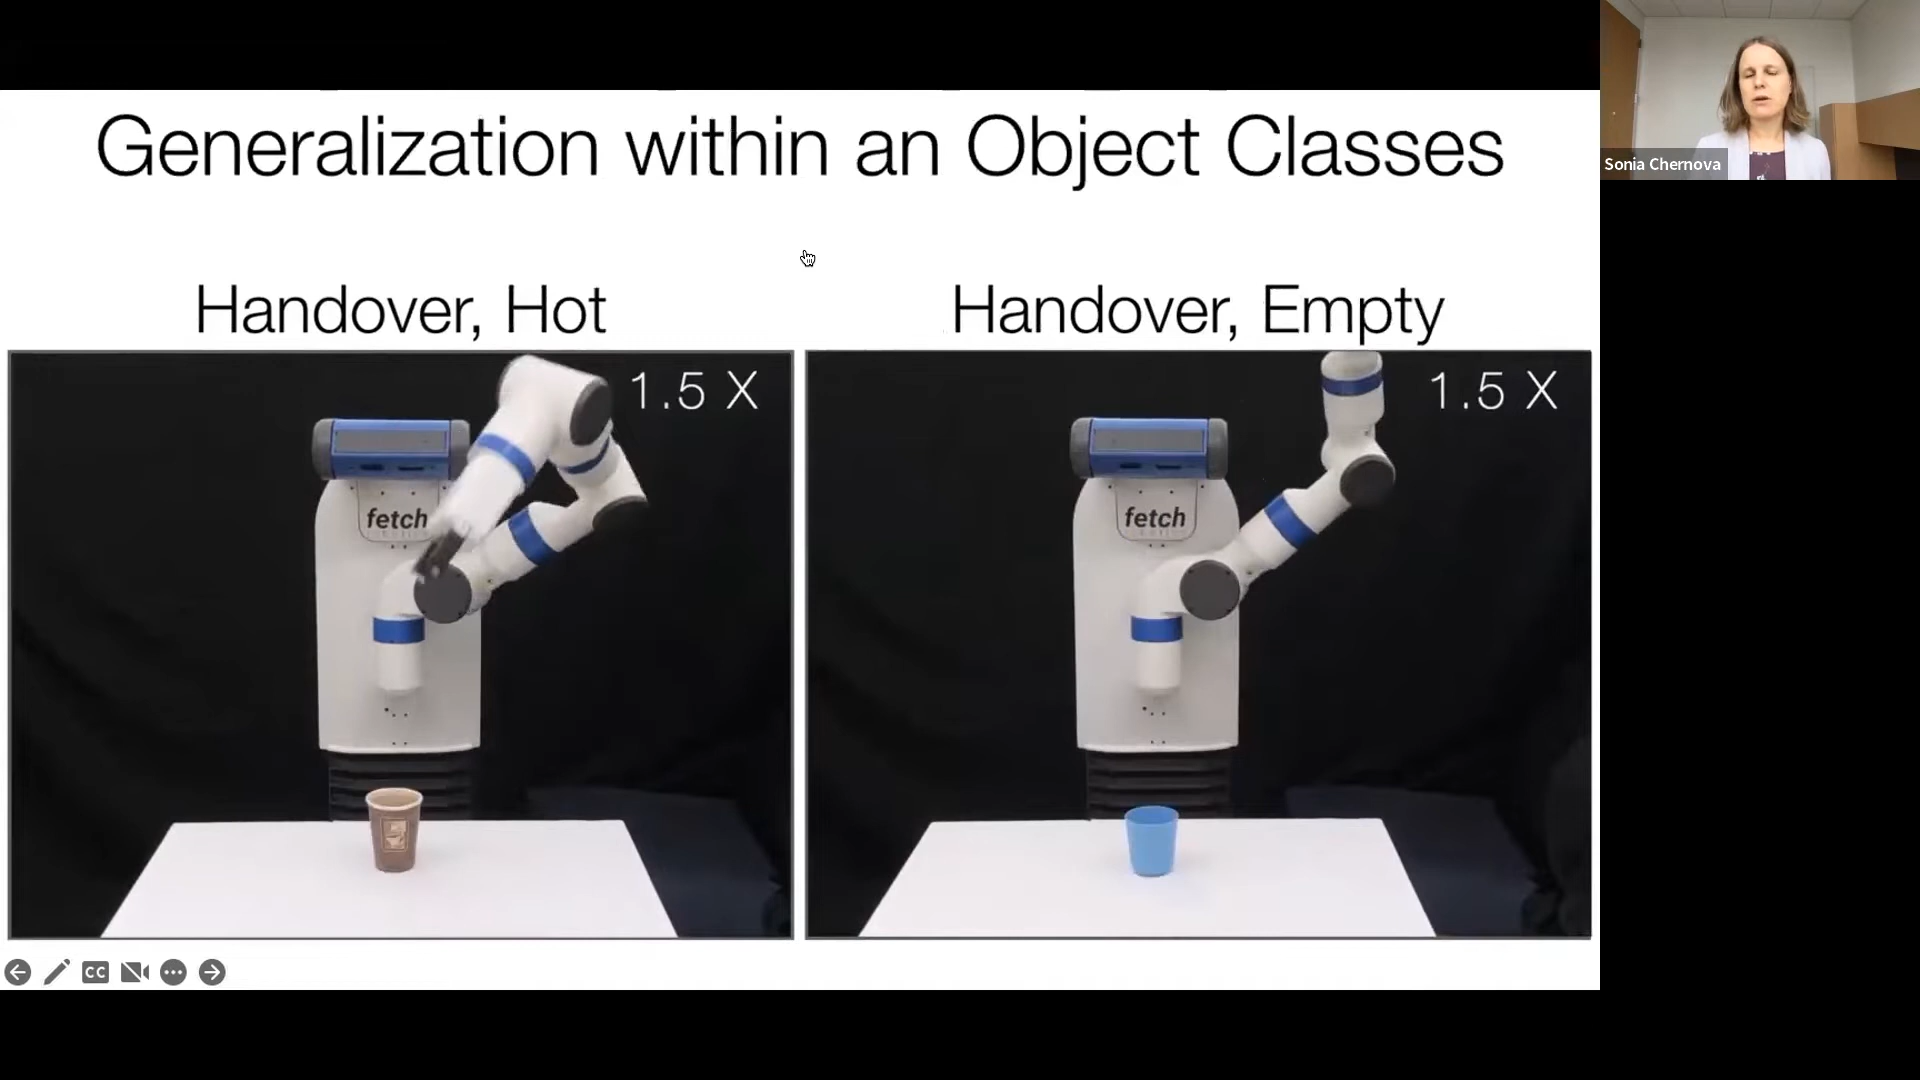 Generalization within an Object Classes
Sonia Chernova
Handover, Hot
Handover, Empty
1.5 X
1.5 X
fetch
fetch
CC